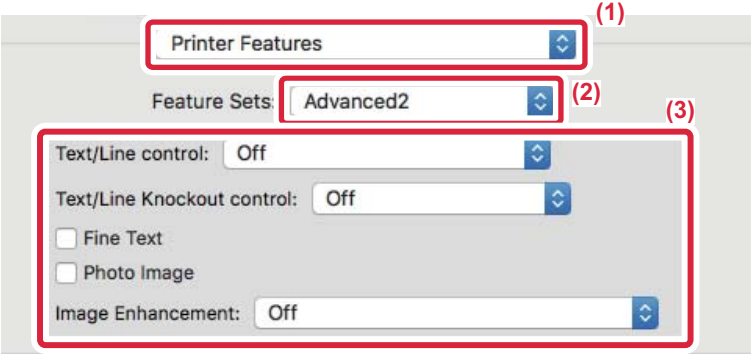 (1)
Printer Features
Feature Sets: Advanced2
(2)
(3)
Text/Line control: Off
Text/Line Knockout control: Off
Fine Text
Photo Image
Image Enhancement: Off